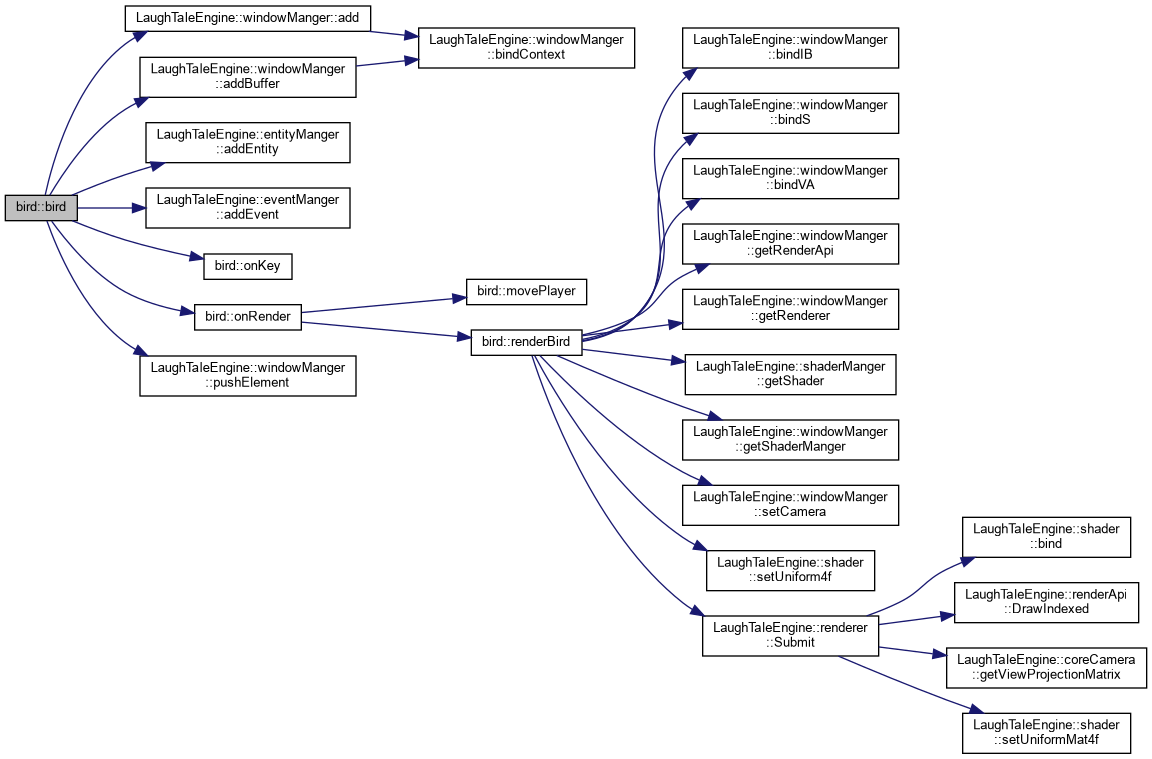 bird::bird
LaughTaleEngine::windowManger::add
LaughTaleEngine::windowManger
::addBuffer
LaughTaleEngine::entityManger
::addEntity
LaughTaleEngine::eventManger
::addEvent
bird::onKey
bird::onRender
LaughTaleEngine::windowManger
::pushElement
LaughTaleEngine::windowManger
::bindContext
bird::movePlayer
bird::renderBird
LaughTaleEngine::windowManger
::bindIB
LaughTaleEngine::windowManger
::bindS
LaughTaleEngine::windowManger
::bindVA
LaughTaleEngine::windowManger
::getRenderApi
LaughTaleEngine::windowManger
::getRenderer
LaughTaleEngine::shaderManger
::getShader
LaughTaleEngine::windowManger
::getShaderManger
LaughTaleEngine::windowManger
::setCamera
LaughTaleEngine::shader
::setUniform4f
LaughTaleEngine::renderer
::Submit
LaughTaleEngine::shader
::bind
LaughTaleEngine::renderApi
::DrawIndexed
LaughTaleEngine::coreCamera
::getViewProjectionMatrix
LaughTaleEngine::shader
::setUniformMat4f